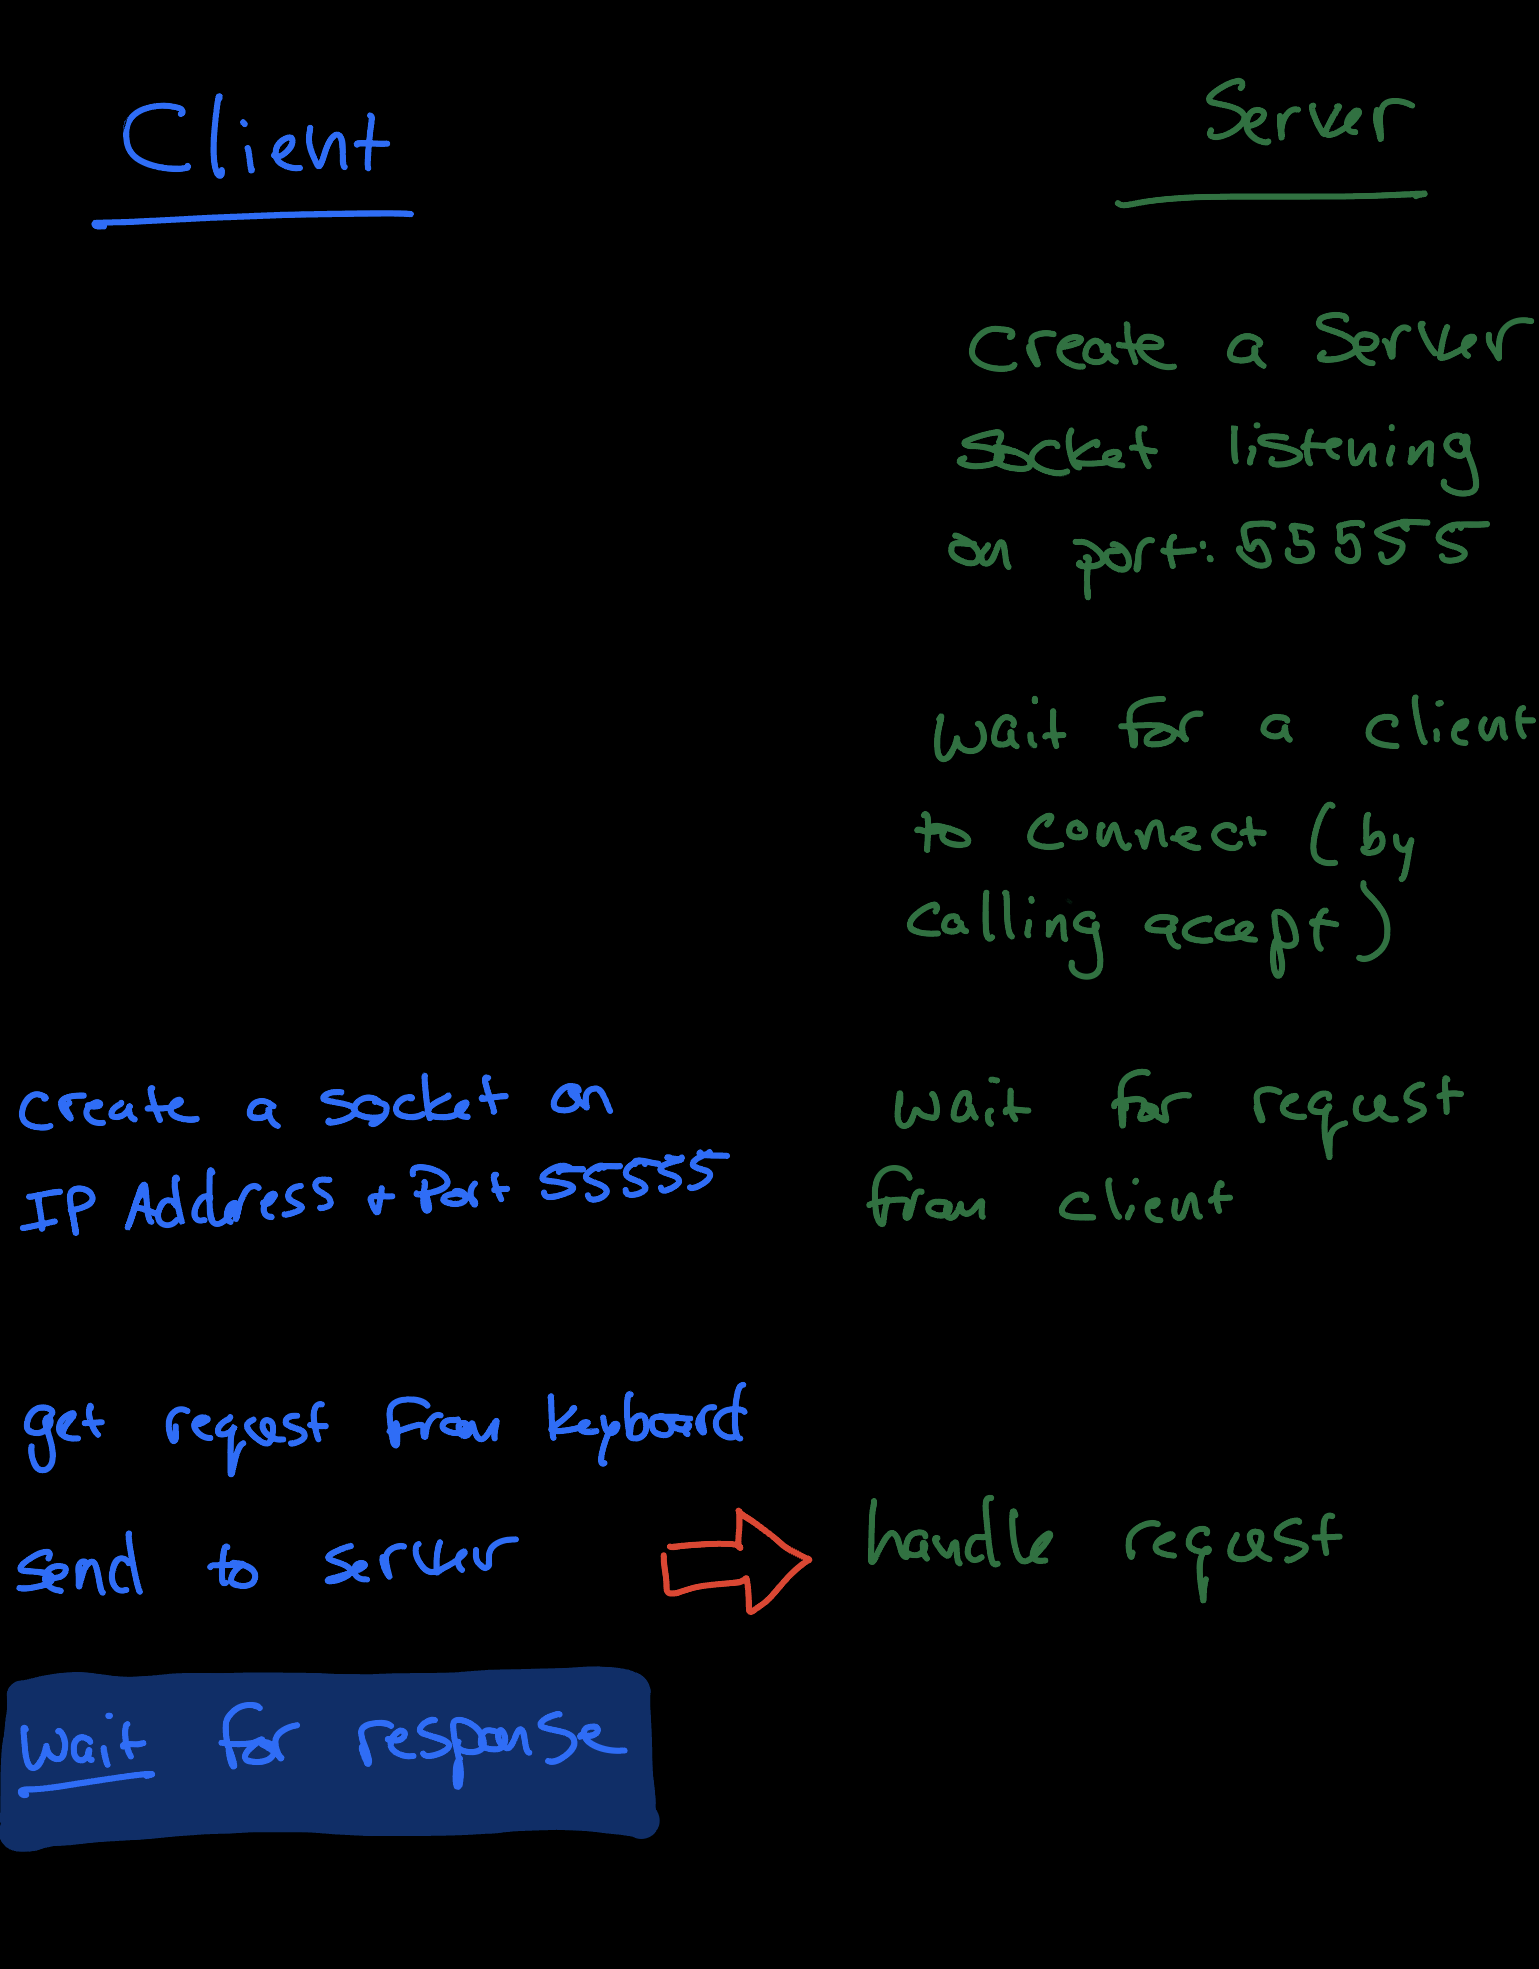 Client
Server
Create a Server
Socket listening
on port: 55555
wait for a client
to connect (by
calling accept)
create a socket on
IP Address + Port 55555
wait for request
from client
get request from keyboard
send to server
handle request
wait for response